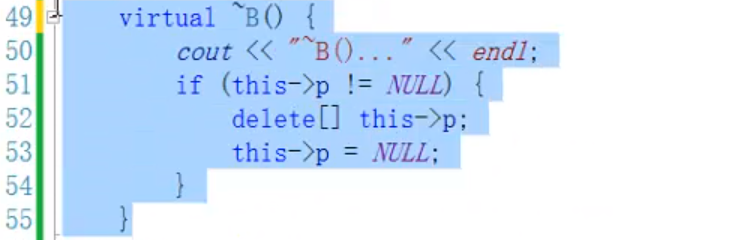 49 virtual ~B() {
50 cout << "~B()..." << endl;
51 if (this->p != NULL) {
52 delete[] this->p;
53 this->p = NULL;
54 }
55 }